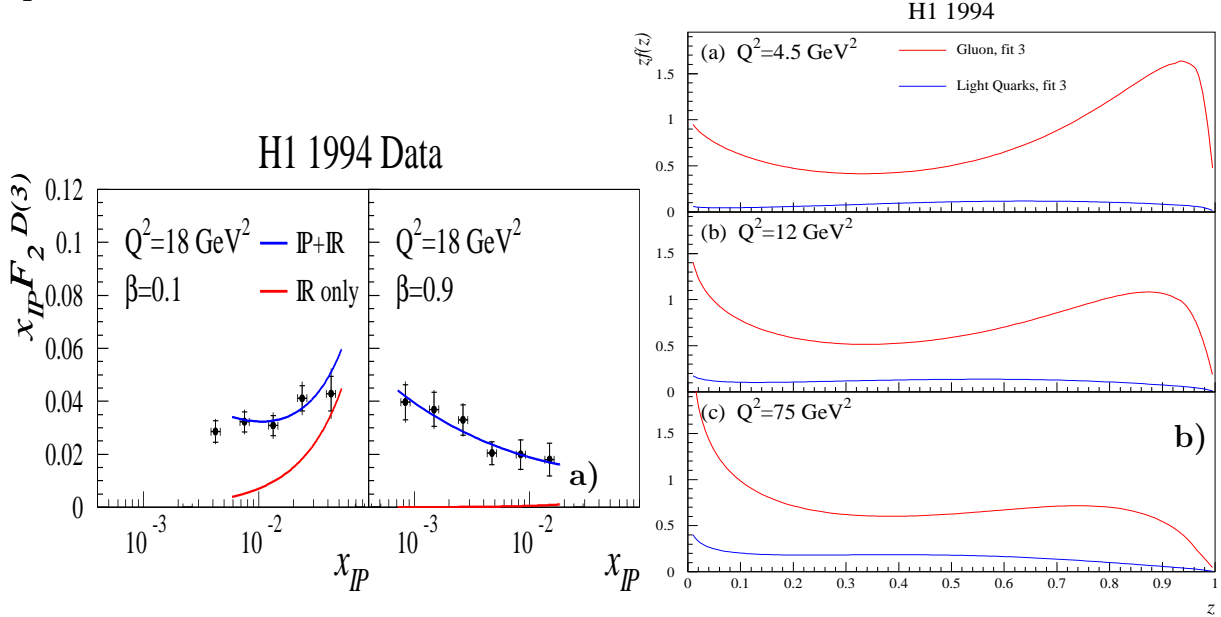 H1 1994 Data
x_IP F_2^D(3)
0.12
0.1
0.08
0.06
0.04
0.02
0
Q²=18 GeV²
β=0.1
IP+IR
IR only
Q²=18 GeV²
β=0.9
a)
10⁻³
10⁻²
10⁻³
10⁻²
x_IP
x_IP
H1 1994
zf(z)
(a) Q²=4.5 GeV²
Gluon, fit 3
Light Quarks, fit 3
1.5
1
0.5
0
(b) Q²=12 GeV²
1.5
1
0.5
0
(c) Q²=75 GeV²
b)
1.5
1
0.5
0
0 0.1 0.2 0.3 0.4 0.5 0.6 0.7 0.8 0.9 1
z